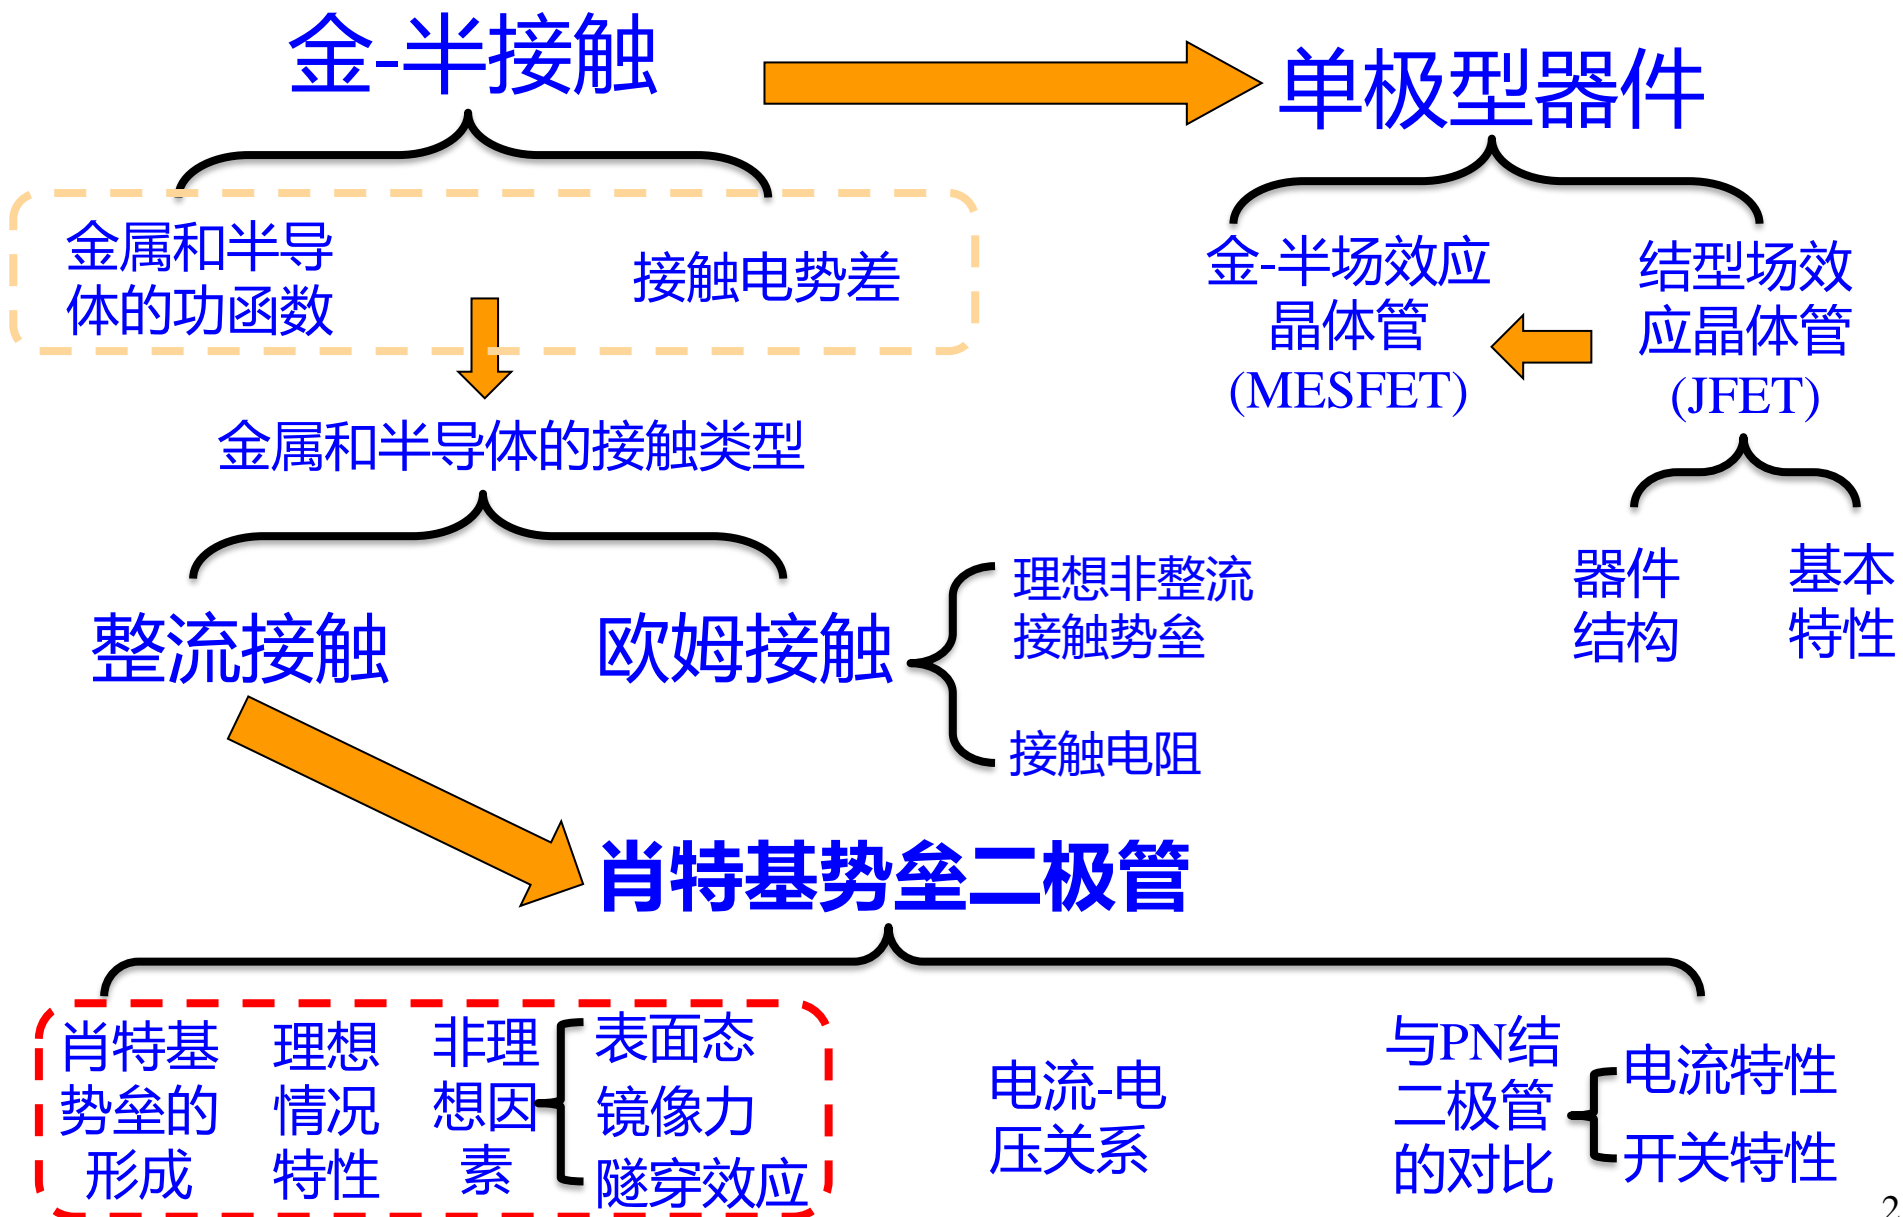 金-半接触
单极型器件
金属和半导
体的功函数
接触电势差
金-半场效应
晶体管
(MESFET)
结型场效
应晶体管
(JFET)
金属和半导体的接触类型
器件
结构
基本
特性
整流接触
欧姆接触
理想非整流
接触势垒
接触电阻
肖特基势垒二极管
肖特基
势垒的
形成
理想
情况
特性
非理
想因
素
表面态
镜像力
隧穿效应
电流-电
压关系
与PN结
二极管
的对比
电流特性
开关特性
2